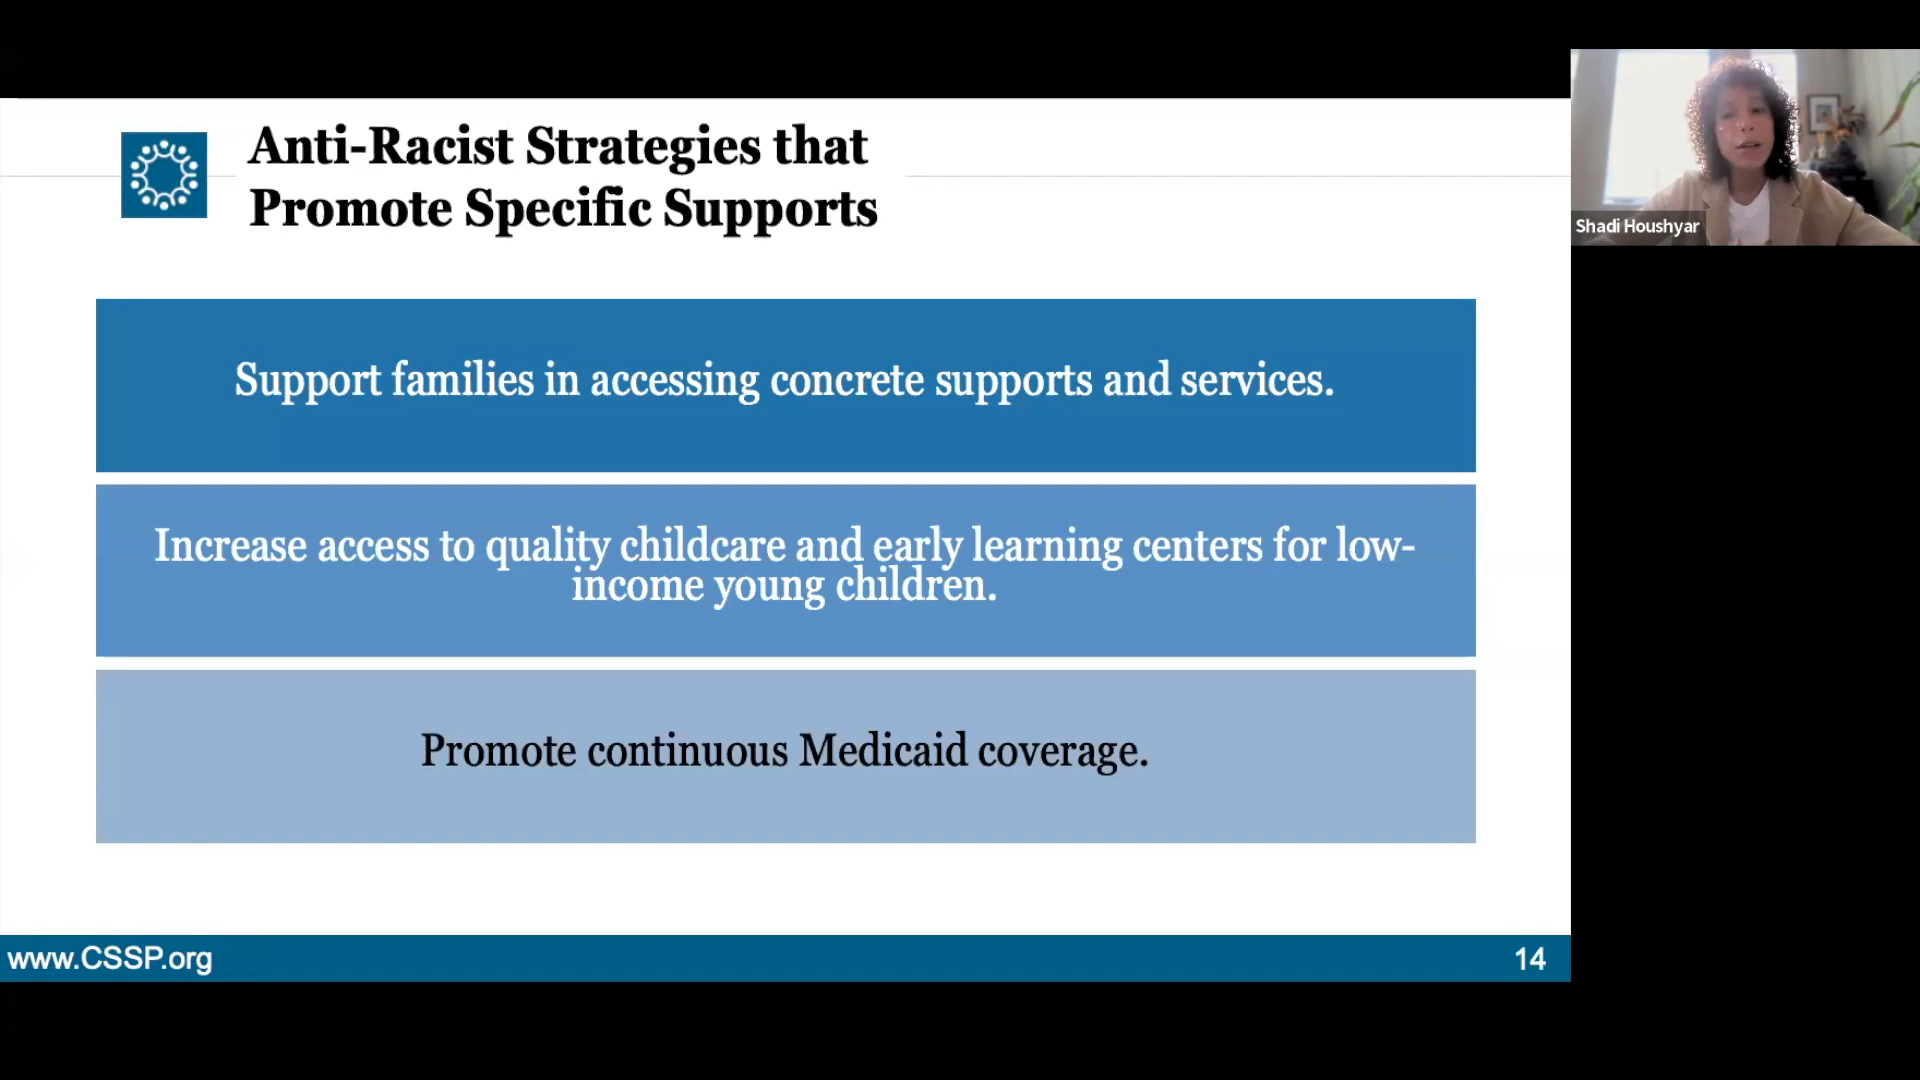 Anti-Racist Strategies that
Promote Specific Supports
Shadi Houshyar
Support families in accessing concrete supports and services.
Increase access to quality childcare and early learning centers for low-
income young children.
Promote continuous Medicaid coverage.
www.CSSP.org
14